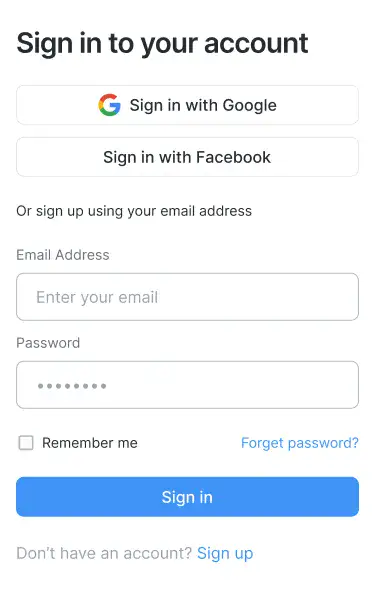 Sign in to your account
Sign in with Google
Sign in with Facebook
Or sign up using your email address
Email Address
Enter your email
Password
••••••••
Remember me
Forget password?
Sign in
Don't have an account? Sign up